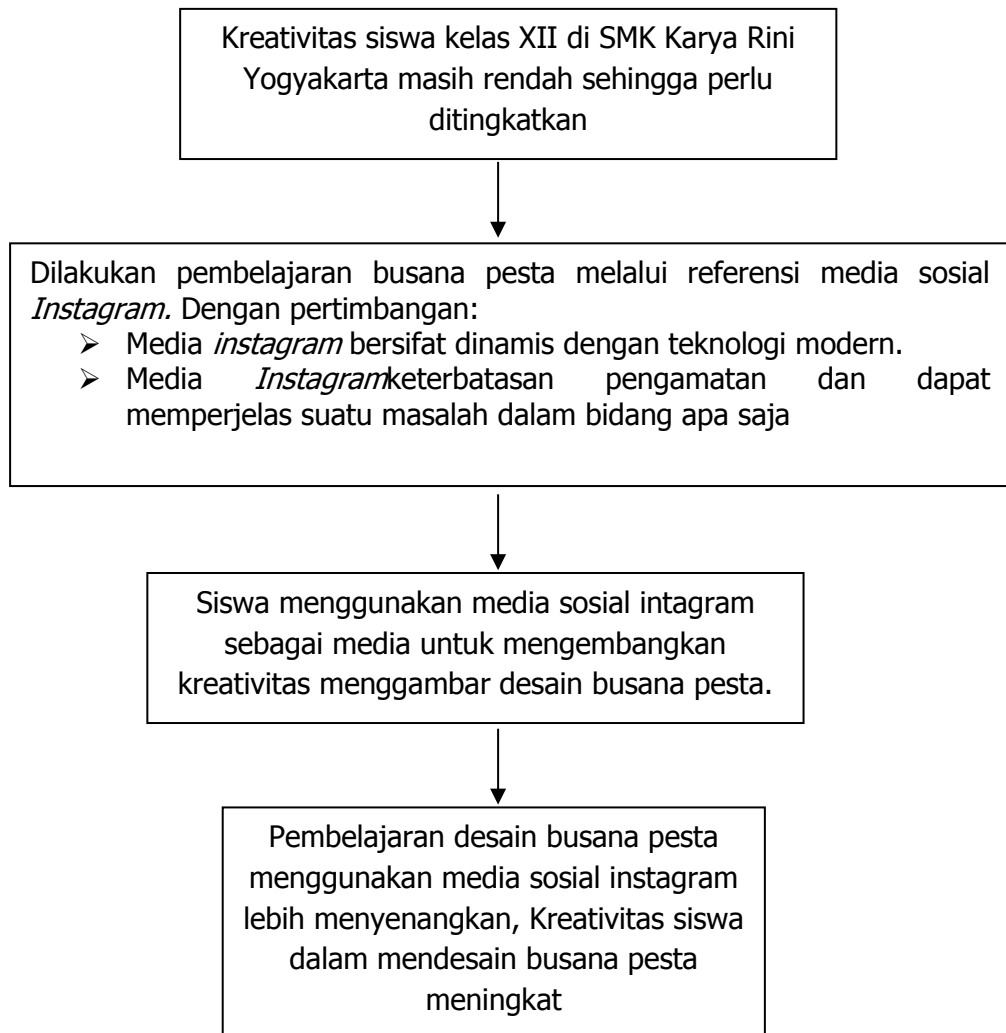 Kreativitas siswa kelas XII di SMK Karya Rini
Yogyakarta masih rendah sehingga perlu
ditingkatkan
Dilakukan pembelajaran busana pesta melalui referensi media sosial
Instagram. Dengan pertimbangan:
➢ Media instagram bersifat dinamis dengan teknologi modern.
➢ Media Instagramketerbatasan pengamatan dan dapat
memperjelas suatu masalah dalam bidang apa saja
Siswa menggunakan media sosial intagram
sebagai media untuk mengembangkan
kreativitas menggambar desain busana pesta.
Pembelajaran desain busana pesta
menggunakan media sosial instagram
lebih menyenangkan, Kreativitas siswa
dalam mendesain busana pesta
meningkat